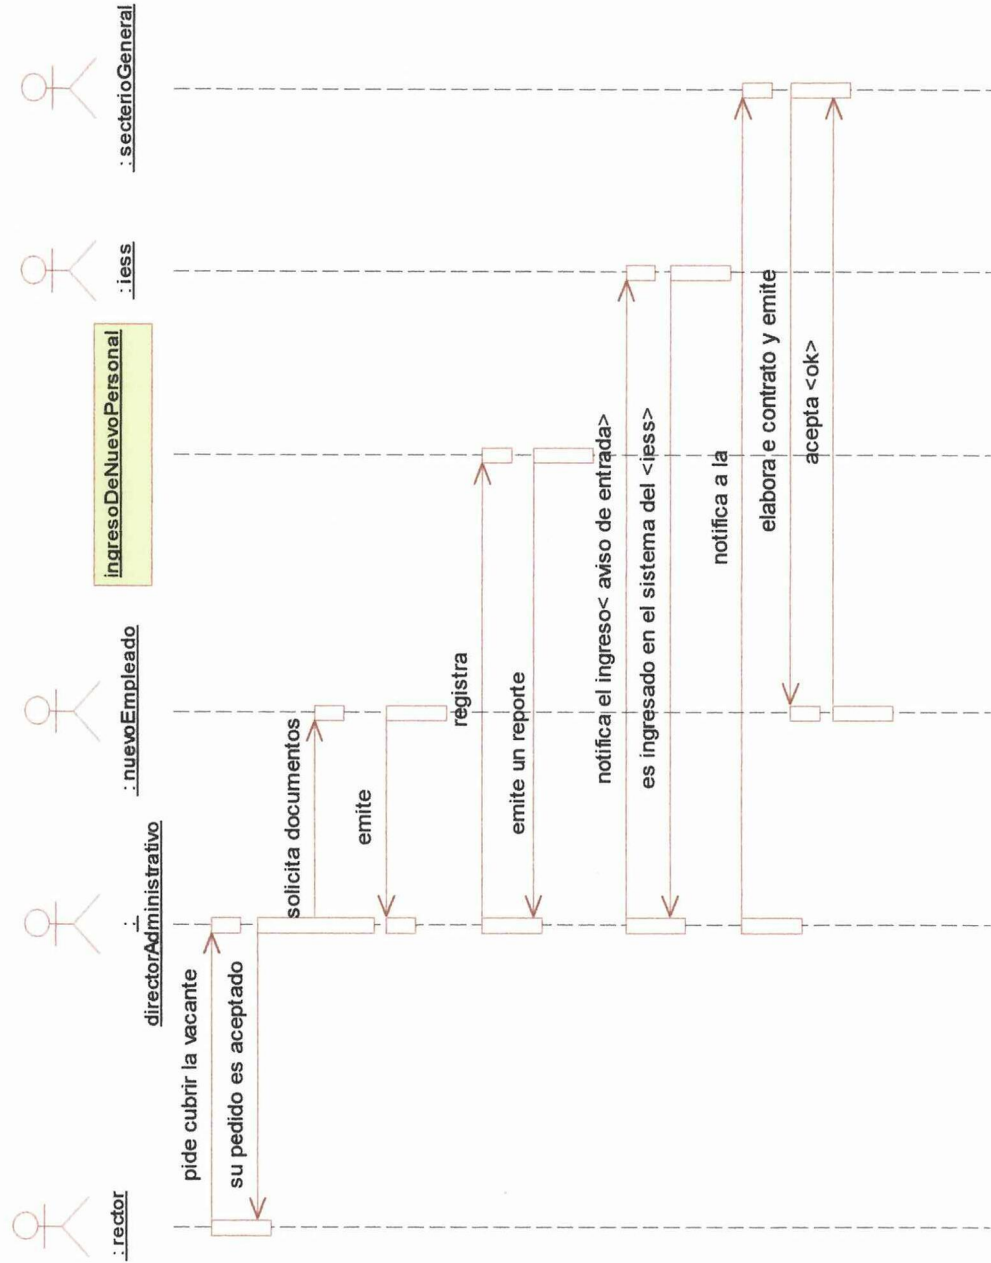 : rector
:
directorAdministrativo
: nuevoEmpleado
ingresoDeNuevoPersonal
: iess
: secterioGeneral
pide cubrir la vacante
su pedido es aceptado
solicita documentos
emite
registra
emite un reporte
notifica el ingreso< aviso de entrada>
es ingresado en el sistema del <iess>
notifica a la
elabora e contrato y emite
acepta <ok>